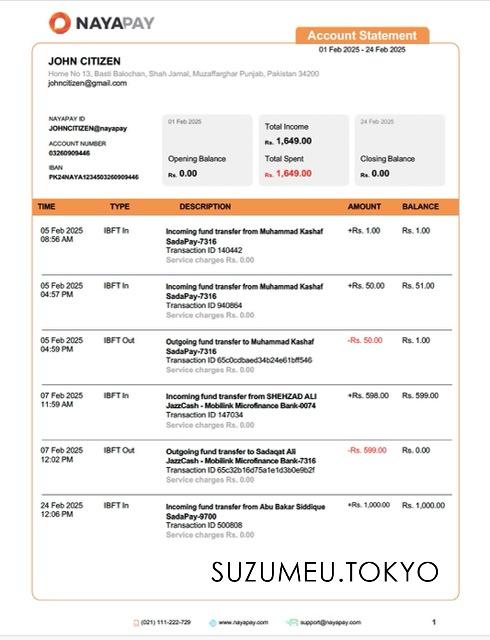 NAYAPAY
Account Statement
01 Feb 2025 - 24 Feb 2025
JOHN CITIZEN
Home No 13, Basti Balochan, Shah Jamal, Muzaffarghar Punjab, Pakistan 34200
johncitizen@gmail.com
NAYAPAY ID
JOHNCITIZEN@nayapay
ACCOUNT NUMBER
03260909446
IBAN
PK24NAYA1234503260909446
01 Feb 2025
Opening Balance
Rs. 0.00
Total Income
Rs. 1,649.00
Total Spent
Rs. 1,649.00
24 Feb 2025
Closing Balance
Rs. 0.00
TIME TYPE DESCRIPTION AMOUNT BALANCE
05 Feb 2025 IBFT In Incoming fund transfer from Muhammad Kashaf +Rs. 1.00 Rs. 1.00
08:56 AM SadaPay-7316
Transaction ID 140442
Service charges Rs. 0.00
05 Feb 2025 IBFT In Incoming fund transfer from Muhammad Kashaf +Rs. 50.00 Rs. 51.00
04:57 PM SadaPay-7316
Transaction ID 940864
Service charges Rs. 0.00
05 Feb 2025 IBFT Out Outgoing fund transfer to Muhammad Kashaf -Rs. 50.00 Rs. 1.00
04:59 PM SadaPay-7316
Transaction ID 65c0cdbaed34b24e61bff546
Service charges Rs. 0.00
07 Feb 2025 IBFT In Incoming fund transfer from SHEHZAD ALI +Rs. 598.00 Rs. 599.00
11:59 AM JazzCash - Mobilink Microfinance Bank-0074
Transaction ID 147034
Service charges Rs. 0.00
07 Feb 2025 IBFT Out Outgoing fund transfer to Sadaqat Ali -Rs. 599.00 Rs. 0.00
12:02 PM JazzCash - Mobilink Microfinance Bank-7316
Transaction ID 65c32b16d75a1e1d3b0e9b2f
Service charges Rs. 0.00
24 Feb 2025 IBFT In Incoming fund transfer from Abu Bakar Siddique +Rs. 1,000.00 Rs. 1,000.00
12:06 PM SadaPay-9700
Transaction ID 500808
Service charges Rs. 0.00
SUZUMEU.TOKYO
(021) 111-222-729 www.nayapay.com support@nayapay.com 1